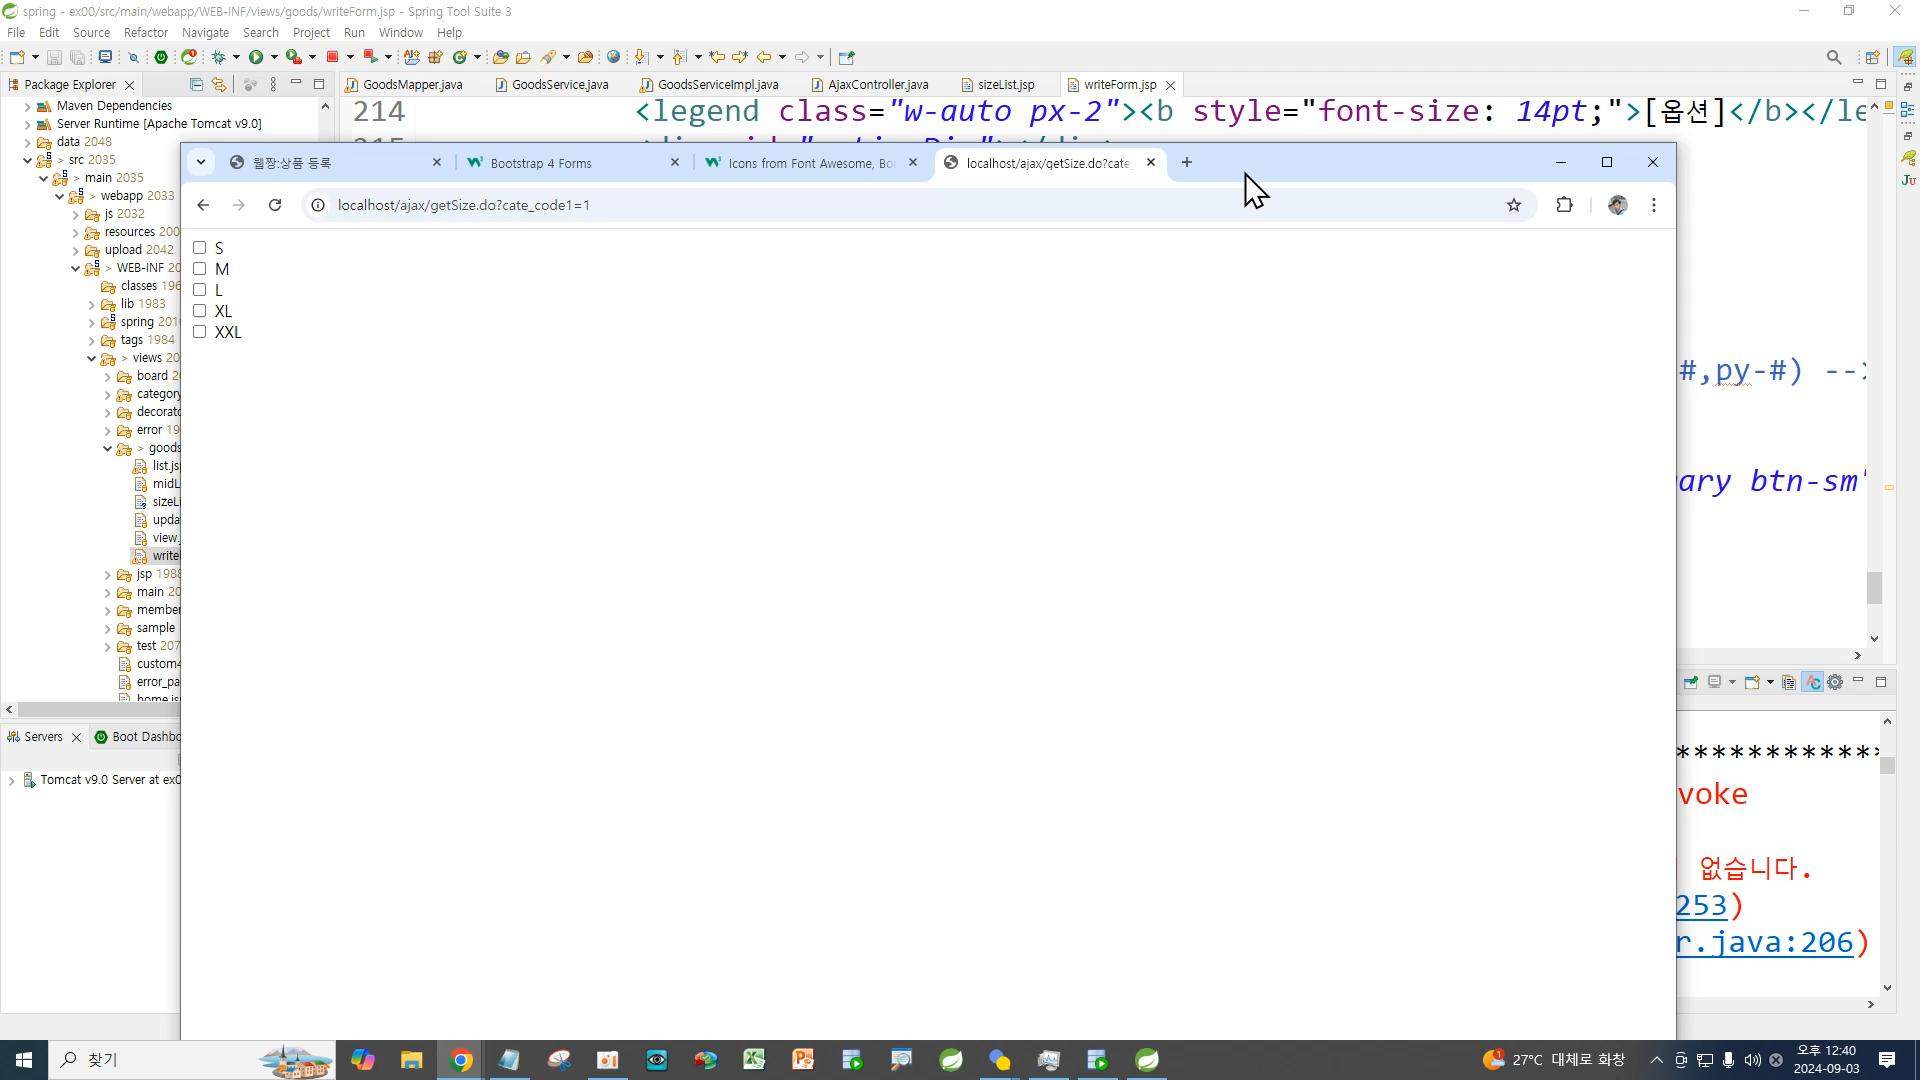 spring - ex00/src/main/webapp/WEB-INF/views/goods/writeForm.jsp - Spring Tool Suite 3
File Edit Source Refactor Navigate Search Project Run Window Help
Package Explorer
GoodsMapper.java GoodsService.java GoodsServiceImpl.java AjaxController.java sizeList.jsp writeForm.jsp
Maven Dependencies
Server Runtime [Apache Tomcat v9.0]
data 2048
> src 2035
> main 2035
> webapp 2033
js 2032
resources 200
upload 2042
> WEB-INF 20
classes 196
lib 1983
spring 201
tags 1984
> views 20
board 2
category
decorato
error 19
> goods
list.js
midL
sizeLi
upda
view.
write
jsp 1988
main 20
member
sample
test 207
custom4
error_pa
home.js
214 <legend class="w-auto px-2"><b style="font-size: 14pt;">[옵션]</b></le
웹짱:상품 등록
Bootstrap 4 Forms
Icons from Font Awesome, Bo
localhost/ajax/getSize.do?cate_
localhost/ajax/getSize.do?cate_code1=1
S
M
L
XL
XXL
#,py-#) --
ary btn-sm"
Servers
Boot Dashbo
Tomcat v9.0 Server at ex0
************
voke
없습니다.
253)
r.java:206)
찾기
27°C 대체로 화창
오후 12:40
2024-09-03